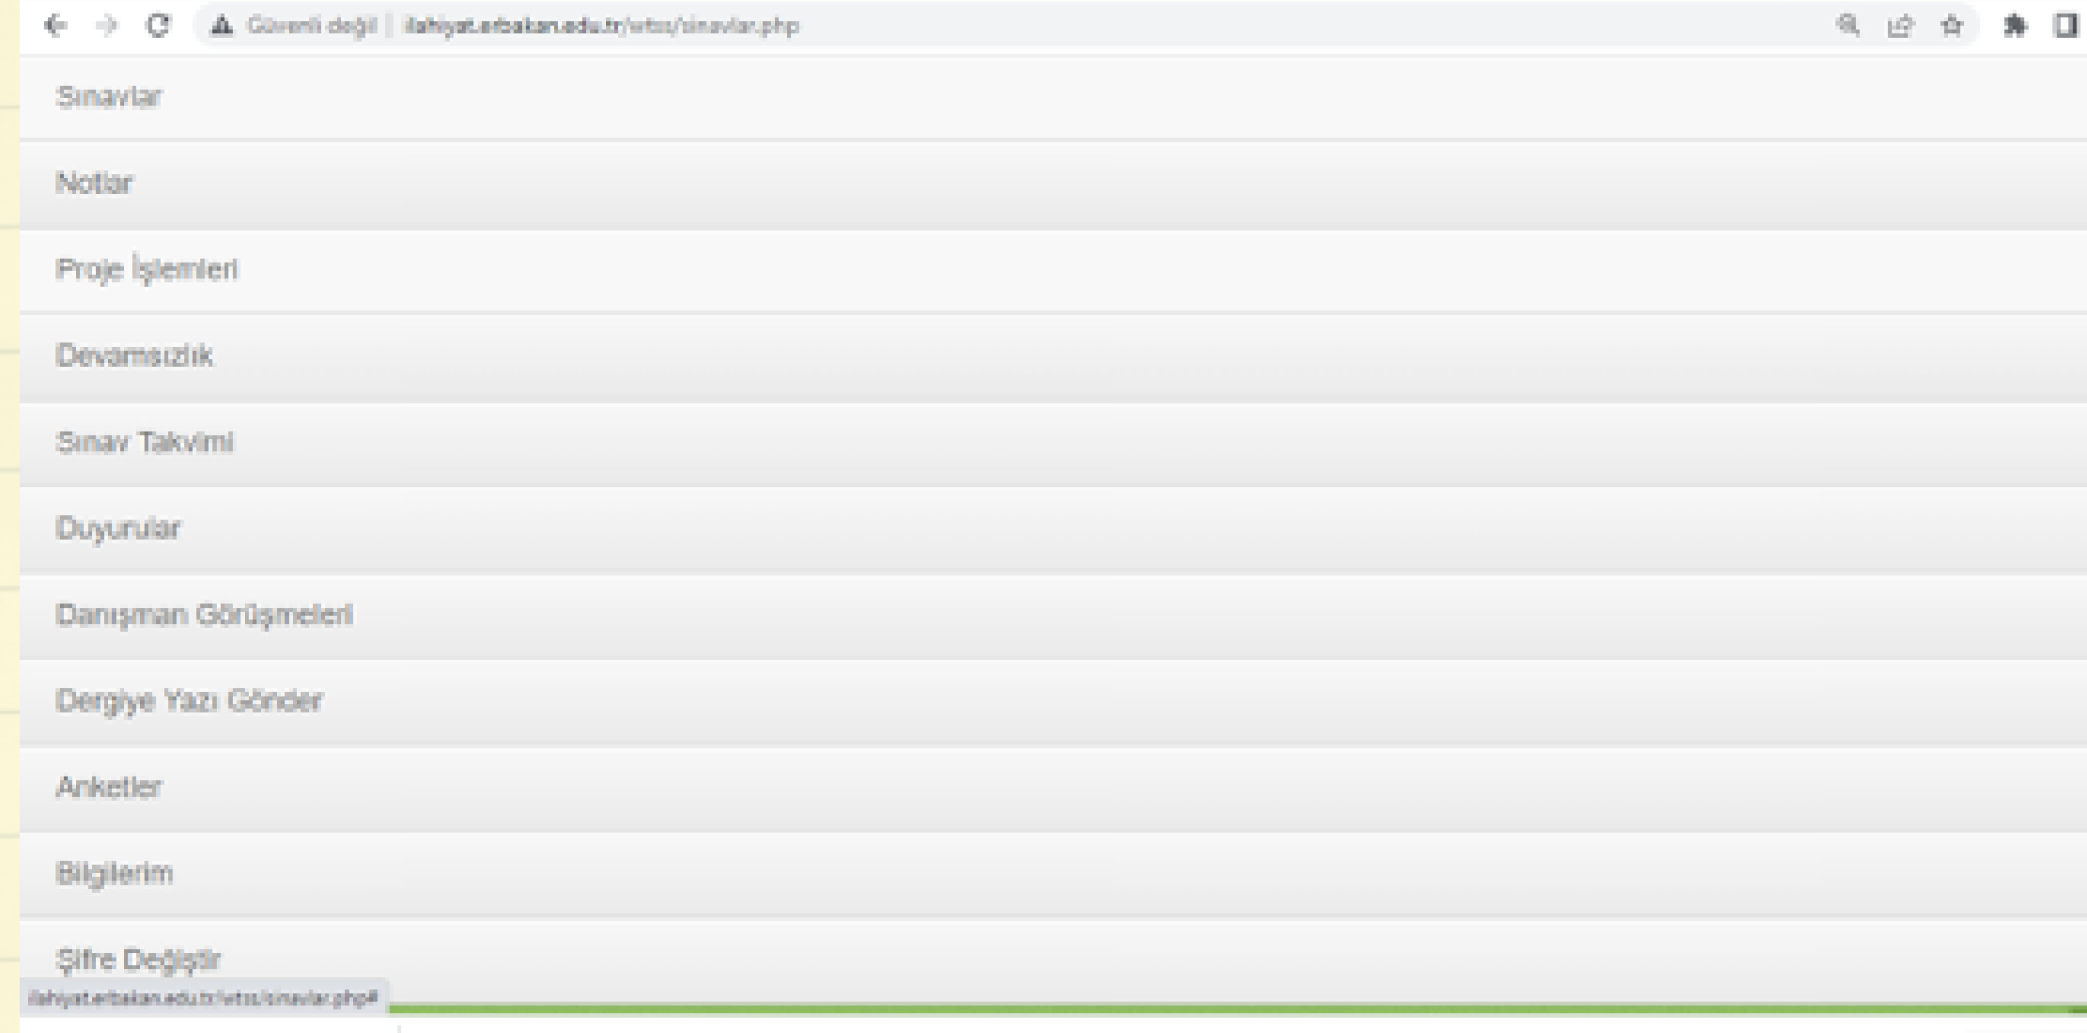 Güvenli değil | ilahiyat.erbakan.edu.tr/wtss/sinavlar.php
Sınavlar
Notlar
Proje İşlemleri
Devamsızlık
Sınav Takvimi
Duyurular
Danışman Görüşmeleri
Dergiye Yazı Gönder
Anketler
Bilgilerim
Şifre Değiştir
ilahiyat.erbakan.edu.tr/wtss/sinavlar.php#